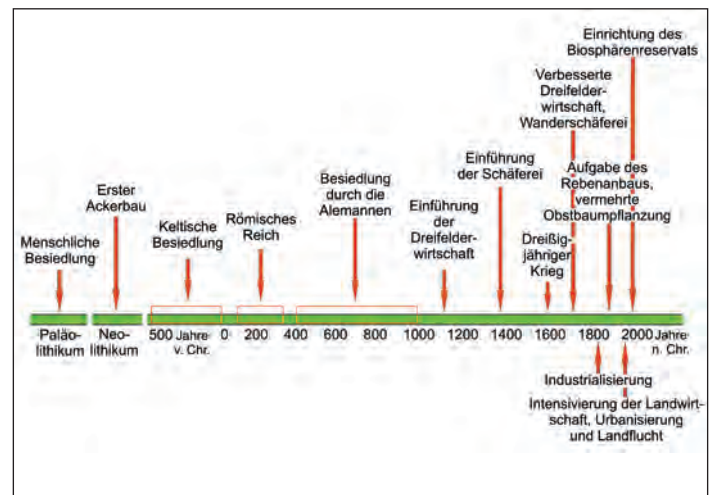 Einrichtung des
Biosphärenreservats
Verbesserte
Dreifelder-
wirtschaft,
Wanderschäferei
Einführung
der Schäferei
Aufgabe des
Rebenanbaus,
vermehrte
Obstbaumpflanzung
Besiedlung
durch die
Alemannen
Erster
Ackerbau
Römisches
Reich
Keltische
Besiedlung
Einführung
der
Dreifelder-
wirtschaft
Menschliche
Besiedlung
Dreißig-
jähriger
Krieg
Paläo-
lithikum
Neo-
lithikum
500 Jahre
v. Chr.
0 200 400 600 800 1000 1200 1400 1600 1800 2000 Jahre
n. Chr.
Industrialisierung
Intensivierung der Landwirt-
schaft, Urbanisierung
und Landflucht